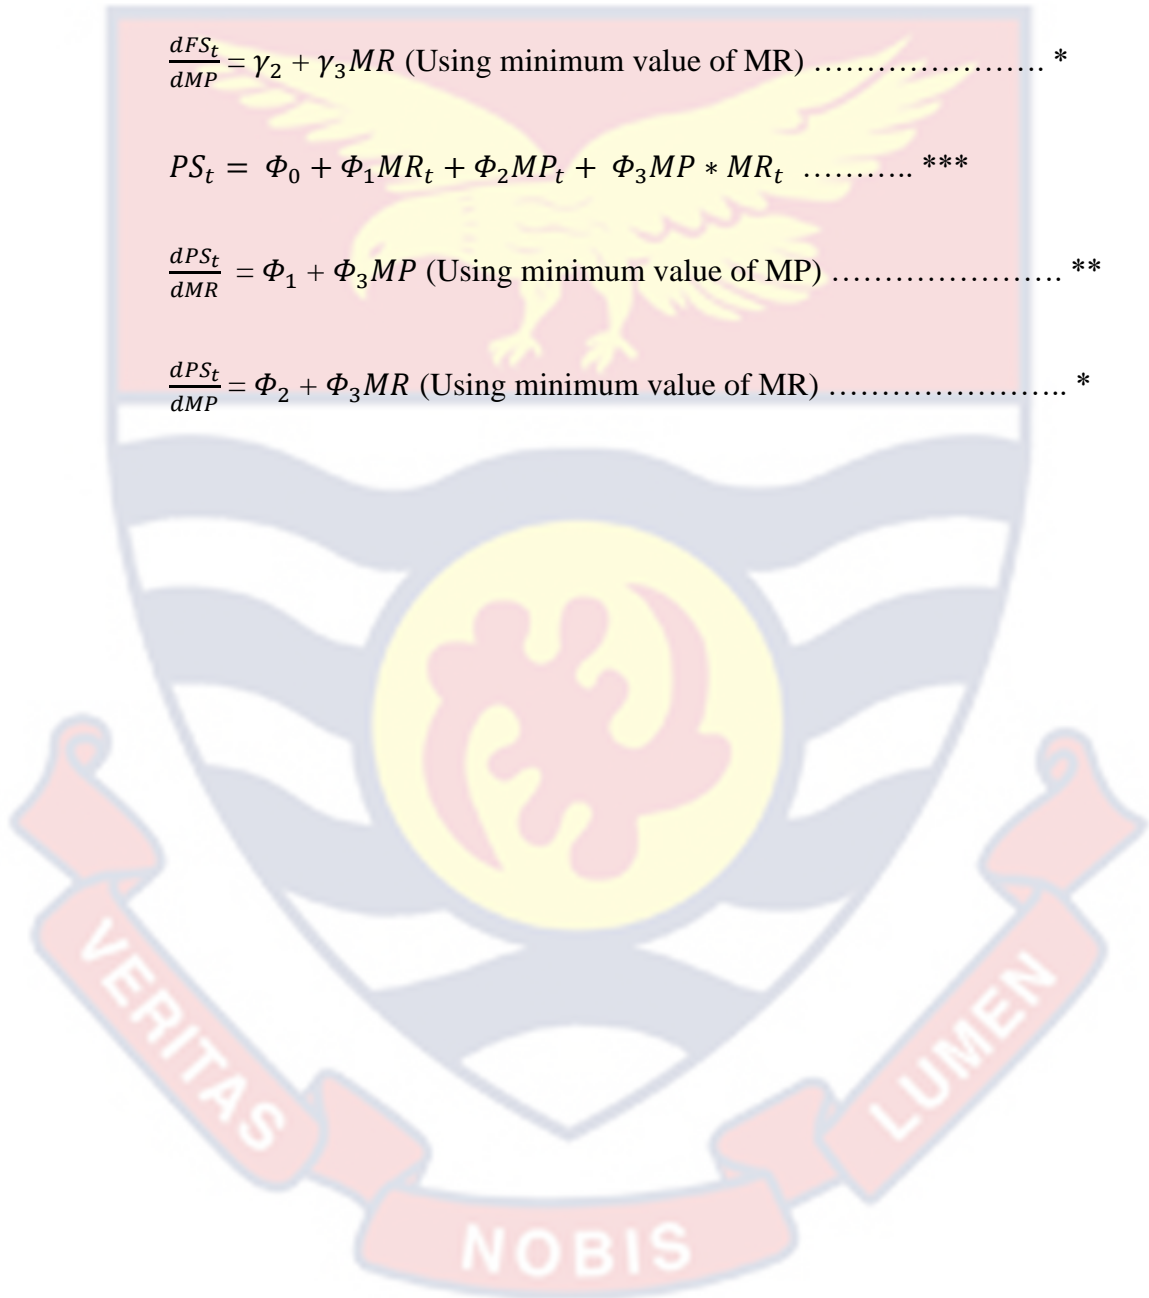 dFS_t/dMP = γ_2 + γ_3MR (Using minimum value of MR) …………………. *
PS_t = Φ_0 + Φ_1MR_t + Φ_2MP_t + Φ_3MP ∗ MR_t ……….. ***
dPS_t/dMR = Φ_1 + Φ_3MP (Using minimum value of MP) …………………. **
dPS_t/dMP = Φ_2 + Φ_3MR (Using minimum value of MR) ………………….. *
VERITAS
NOBIS
LUMEN